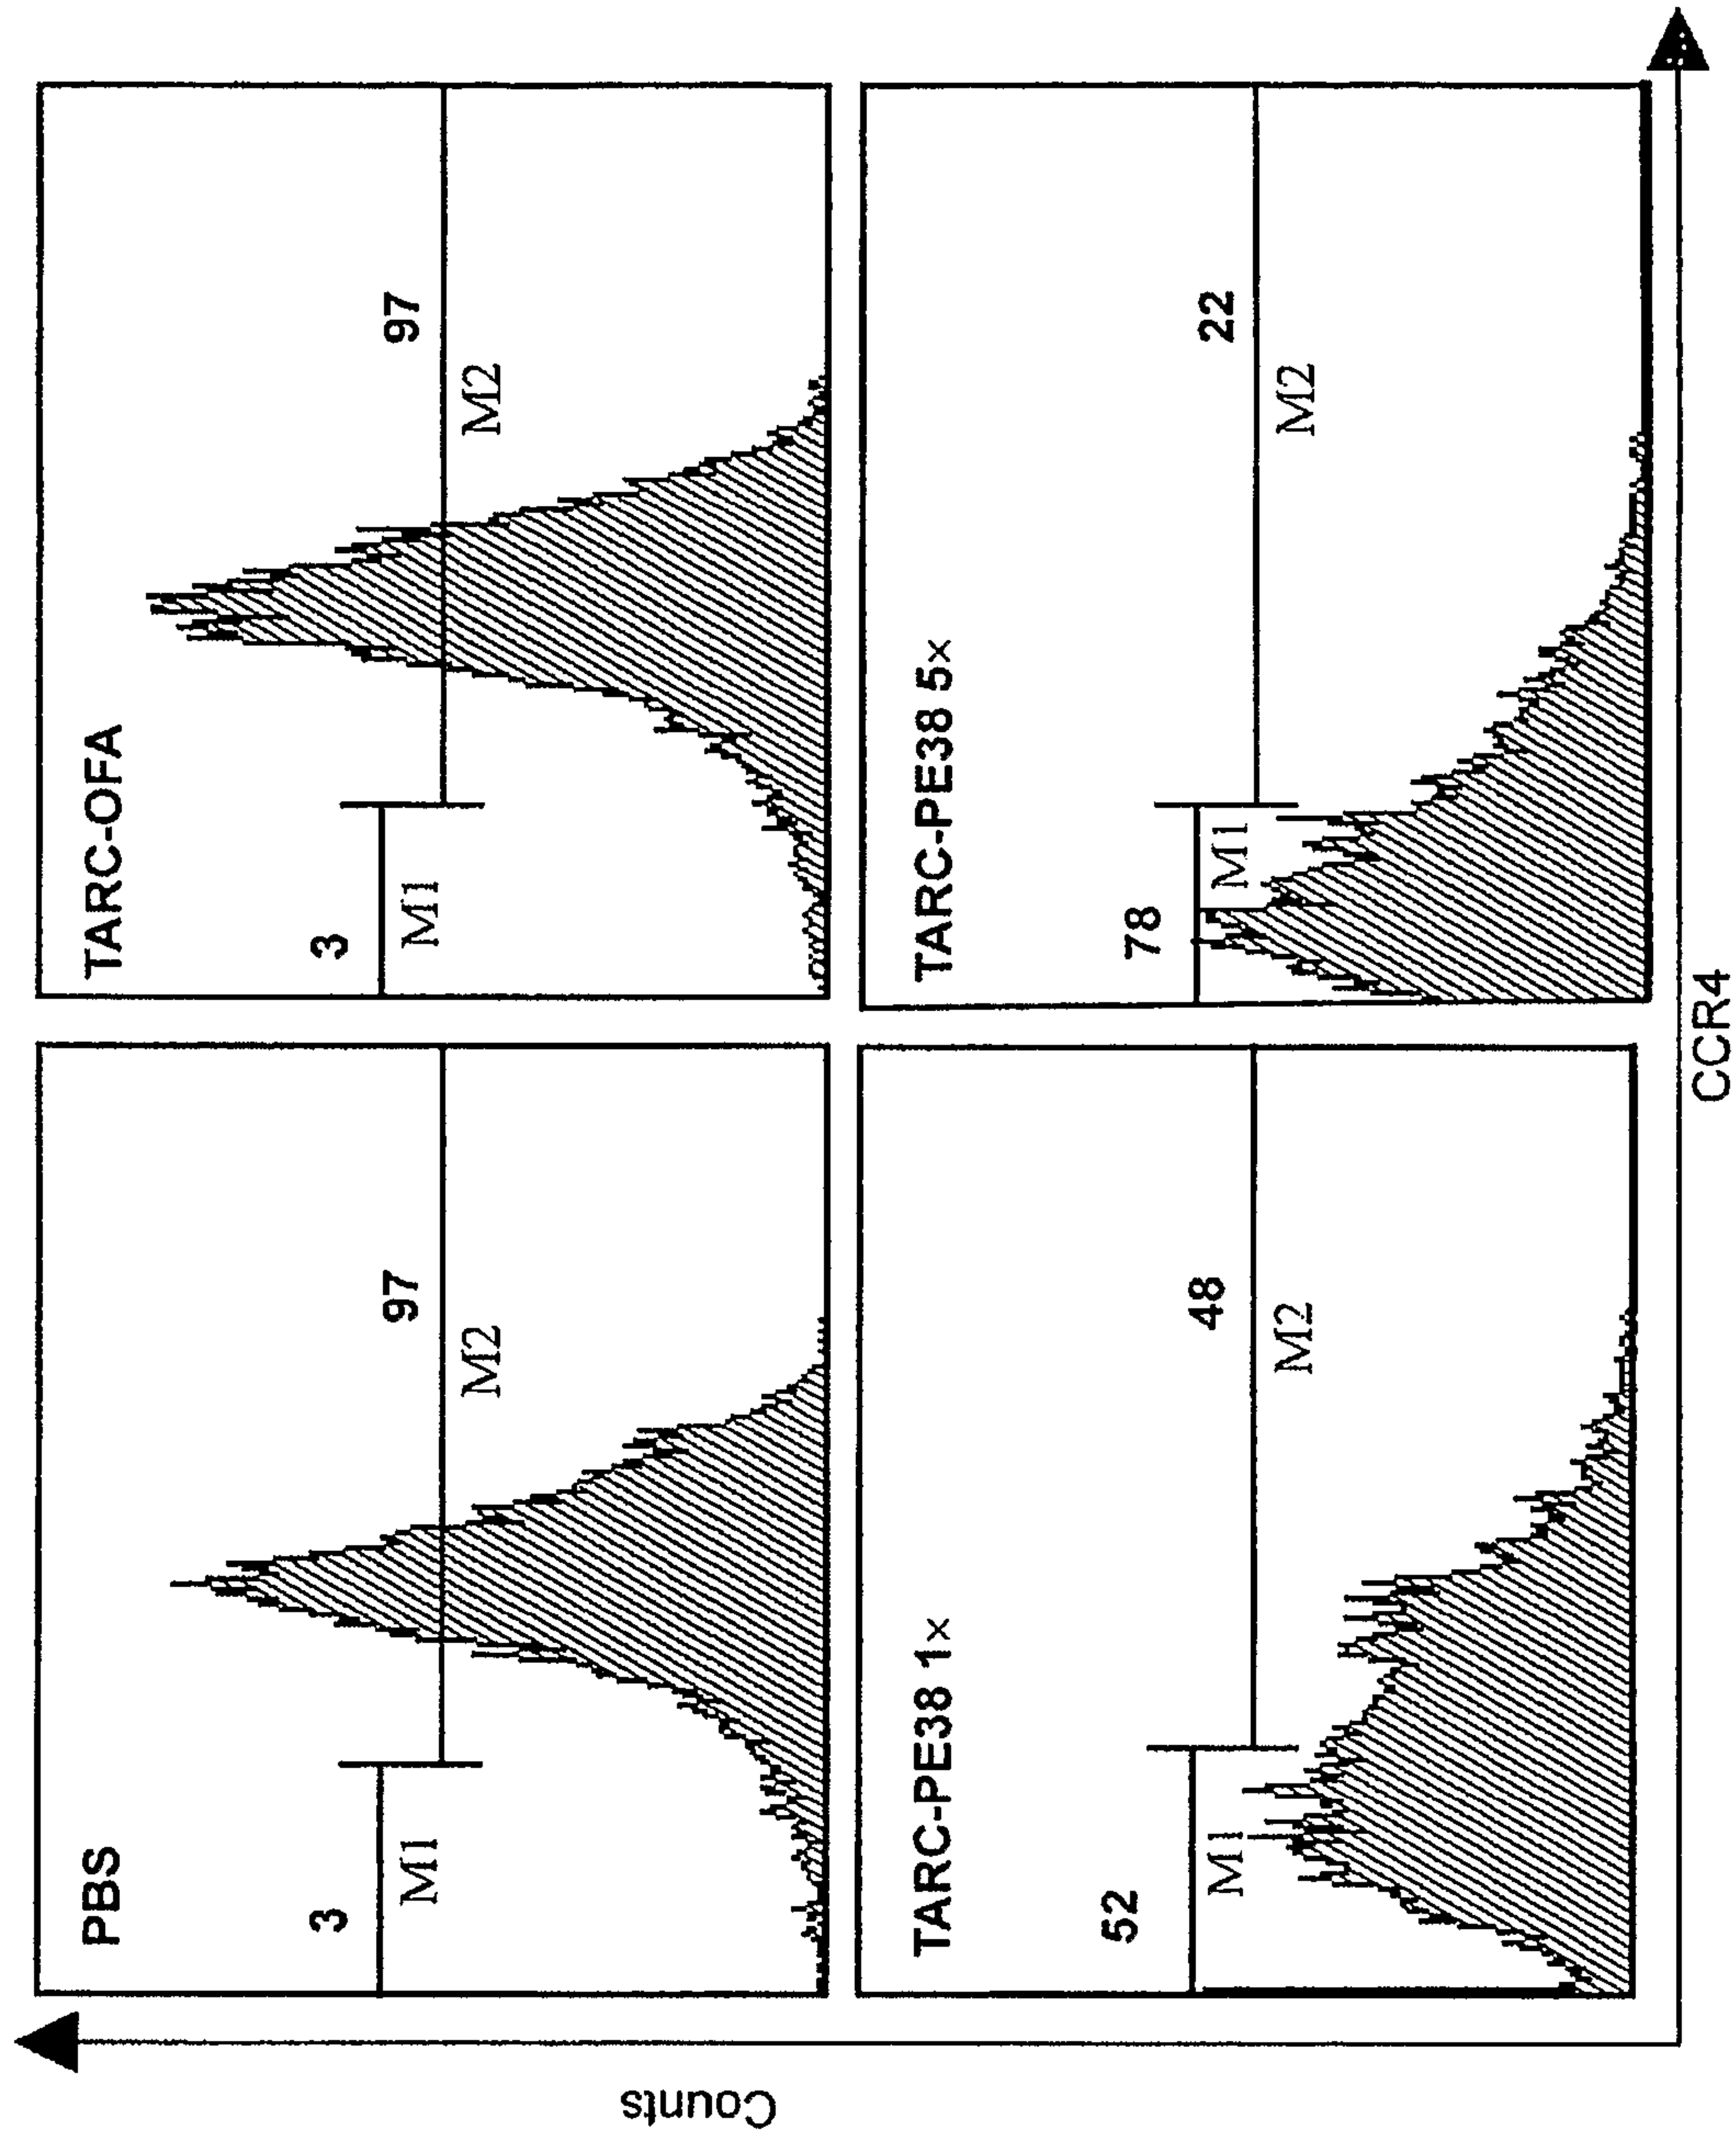 Counts
PBS
3
M1
97
M2
TARC-OFA
3
M1
97
M2
TARC-PE38 1×
52
M1
48
M2
TARC-PE38 5×
78
M1
22
M2
CCR4